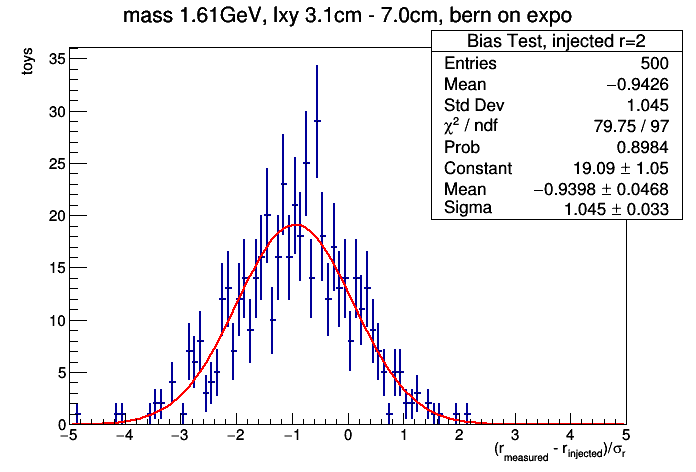 mass 1.61GeV, lxy 3.1cm - 7.0cm, bern on expo
Bias Test, injected r=2
Entries 500
Mean −0.9426
Std Dev 1.045
χ² / ndf 79.75 / 97
Prob 0.8984
Constant 19.09 ± 1.05
Mean −0.9398 ± 0.0468
Sigma 1.045 ± 0.033
toys
35
30
25
20
15
10
5
0
−5 −4 −3 −2 −1 0 1 2 3 4 5
(r_measured - r_injected)/σ_r